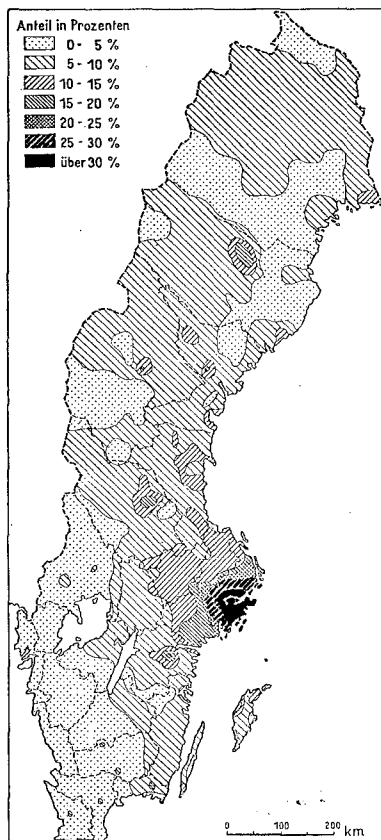 Anteil in Prozenten
0 - 5 %
5 - 10 %
10 - 15 %
15 - 20 %
20 - 25 %
25 - 30 %
über 30 %
0 100 200 km